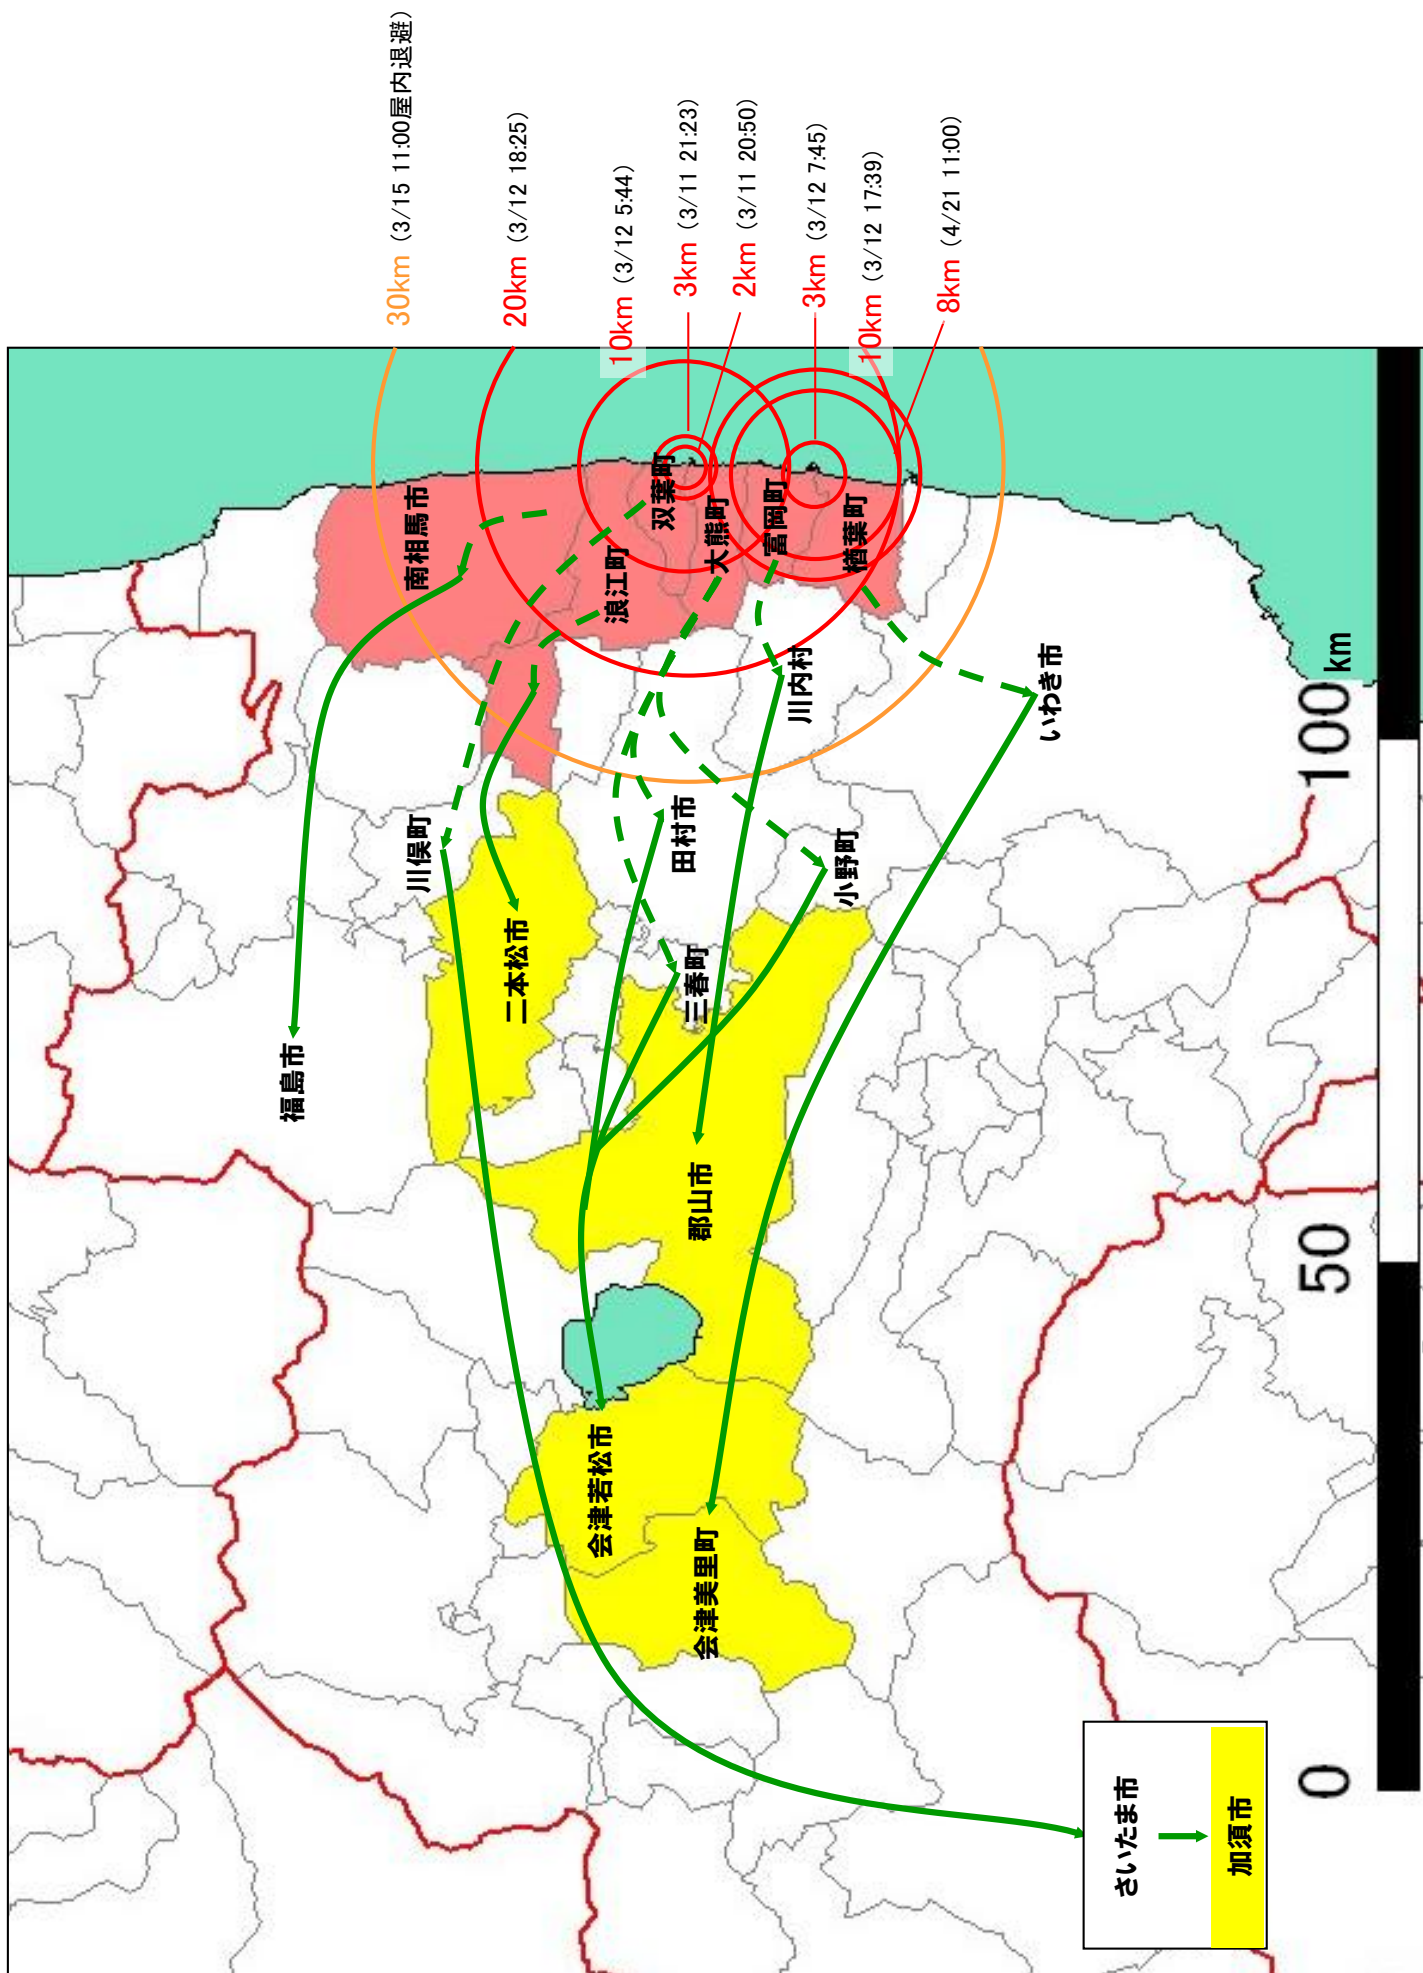 30km（3/15 11:00屋内退避）
20km（3/12 18:25）
10km（3/12 5:44）
3km（3/11 21:23）
2km（3/11 20:50）
3km（3/12 7:45）
10km（3/12 17:39）
8km（4/21 11:00）
南相馬市
浪江町
双葉町
大熊町
富岡町
楢葉町
川内村
いわき市
川俣町
田村市
小野町
二本松市
三春町
福島市
郡山市
会津若松市
会津美里町
さいたま市
加須市
0
50
100km